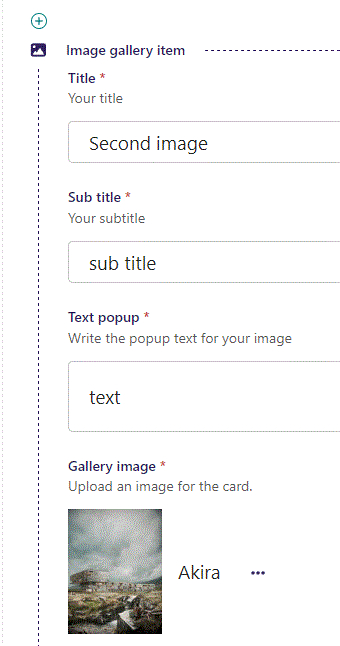 Image gallery item
Title *
Your title
Second image
Sub title *
Your subtitle
sub title
Text popup *
Write the popup text for your image
text
Gallery image *
Upload an image for the card.
Akira